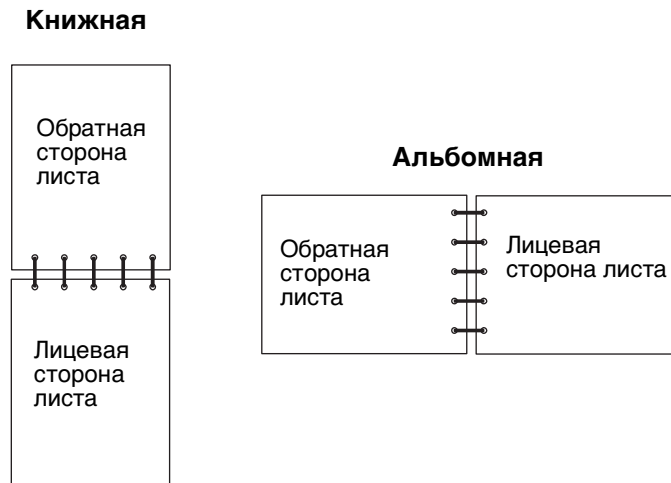 Книжная
Обратная
сторона
листа
Лицевая
сторона
листа
Альбомная
Обратная
сторона
листа
Лицевая
сторона листа